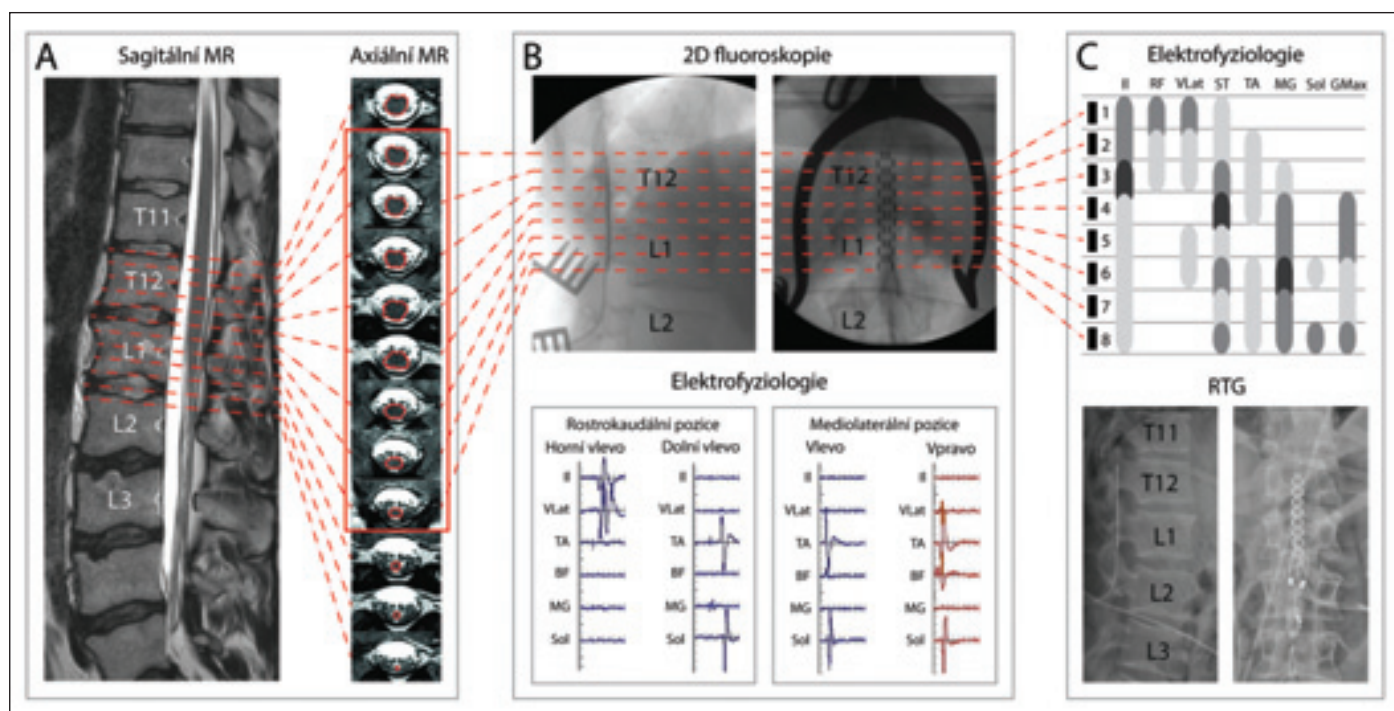 A
Sagitální MR
Axiální MR
T11
T12
L1
L2
L3
B
2D fluoroskopie
T12
L1
L2
T12
L1
L2
Elektrofyziologie
Rostrokaudální pozice
Horní vlevo
Dolní vlevo
Il
VLat
TA
BF
MG
Sol
Il
VLat
TA
BF
MG
Sol
Mediolaterální pozice
Vlevo
Vpravo
Il
VLat
TA
BF
MG
Sol
Il
VLat
TA
BF
MG
Sol
C
Elektrofyziologie
Il RF VLat ST TA MG Sol GMax
1
2
3
4
5
6
7
8
RTG
T11
T12
L1
L2
L3